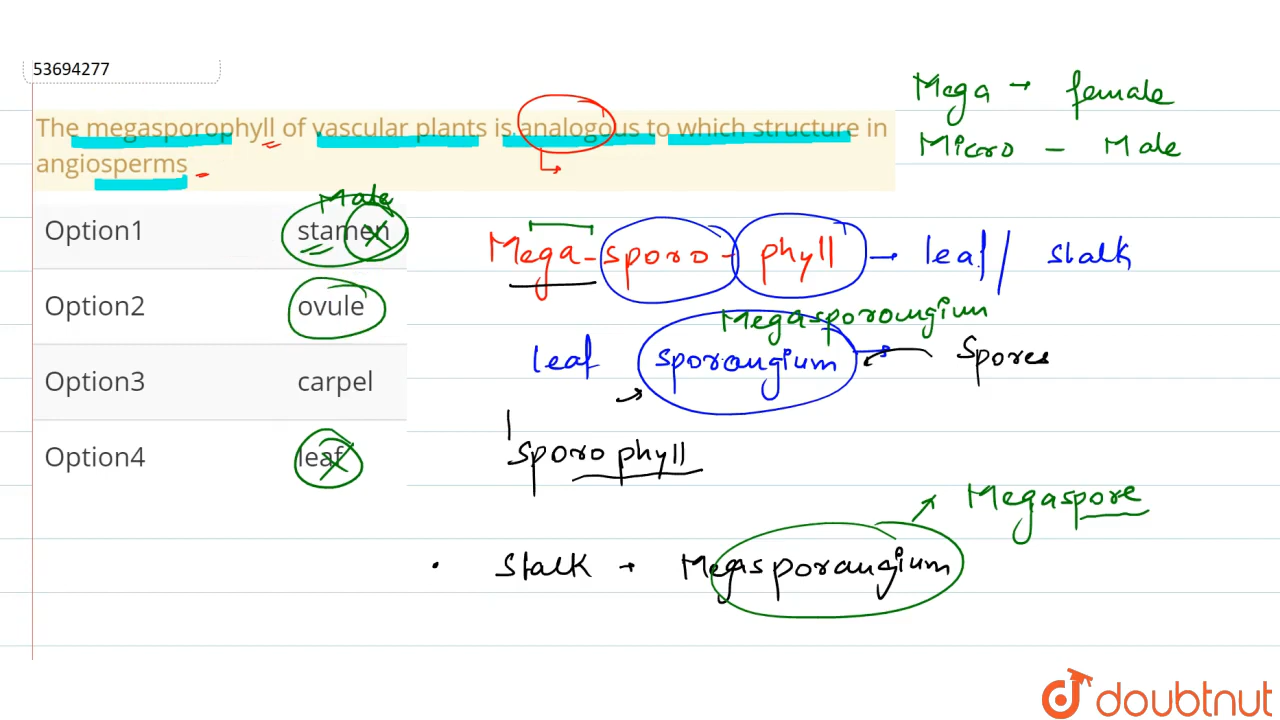 53694277
Mega → female
The megasporophyll of vascular plants is analogous to which structure in
angiosperms
Micro - Male
Male
Option1 stamen
Mega - sporo - phyll → leaf / stalk
Option2 ovule
Megasporangium
leaf sporangium Spores
Option3 carpel
Sporophyll
Option4 leaf
Megaspore
Stalk → Megasporangium
doubtnut